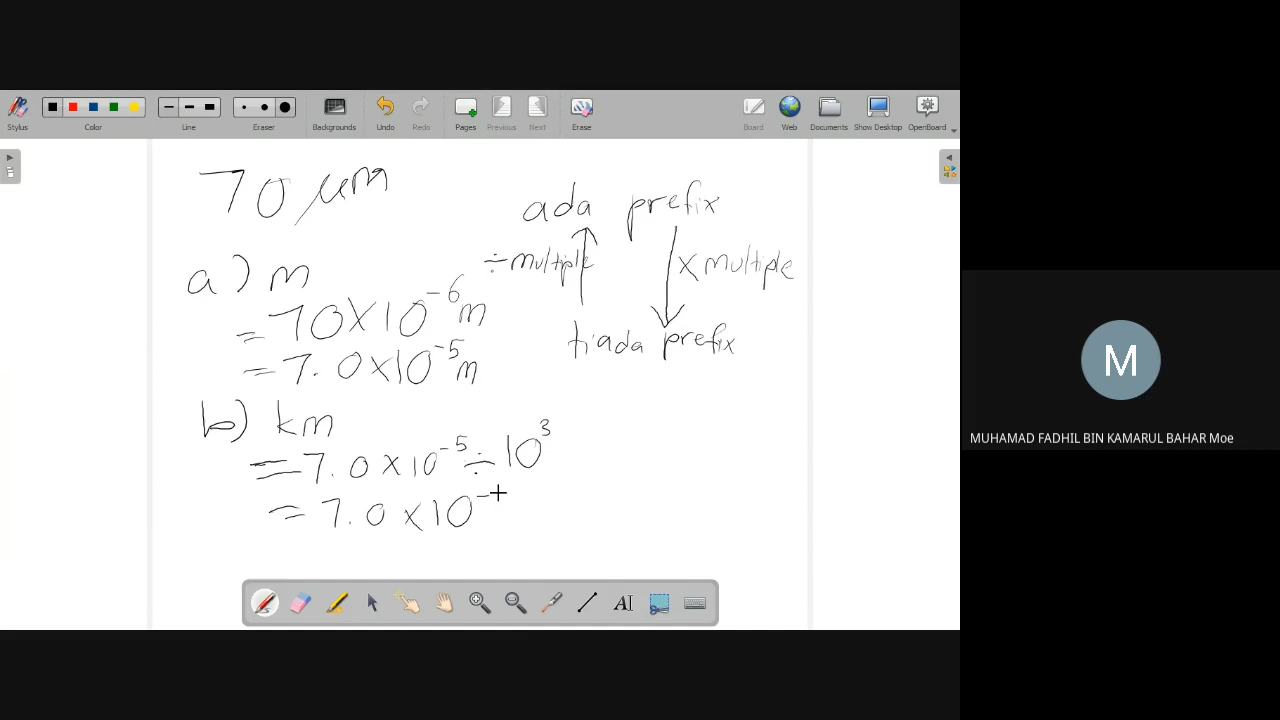 Stylus
Color
Line
Eraser
Backgrounds
Undo
Redo
Pages
Previous
Next
Erase
Board
Web
Documents
Show Desktop
OpenBoard
70 μm
ada prefix
÷multiple
x multiple
tiada prefix
a) m
= 70 x 10⁻⁶ m
= 7.0 x 10⁻⁵ m
b) km
= 7.0 x 10⁻⁵ ÷ 10³
= 7.0 x 10⁻
AI
M
MUHAMAD FADHIL BIN KAMARUL BAHAR Moe